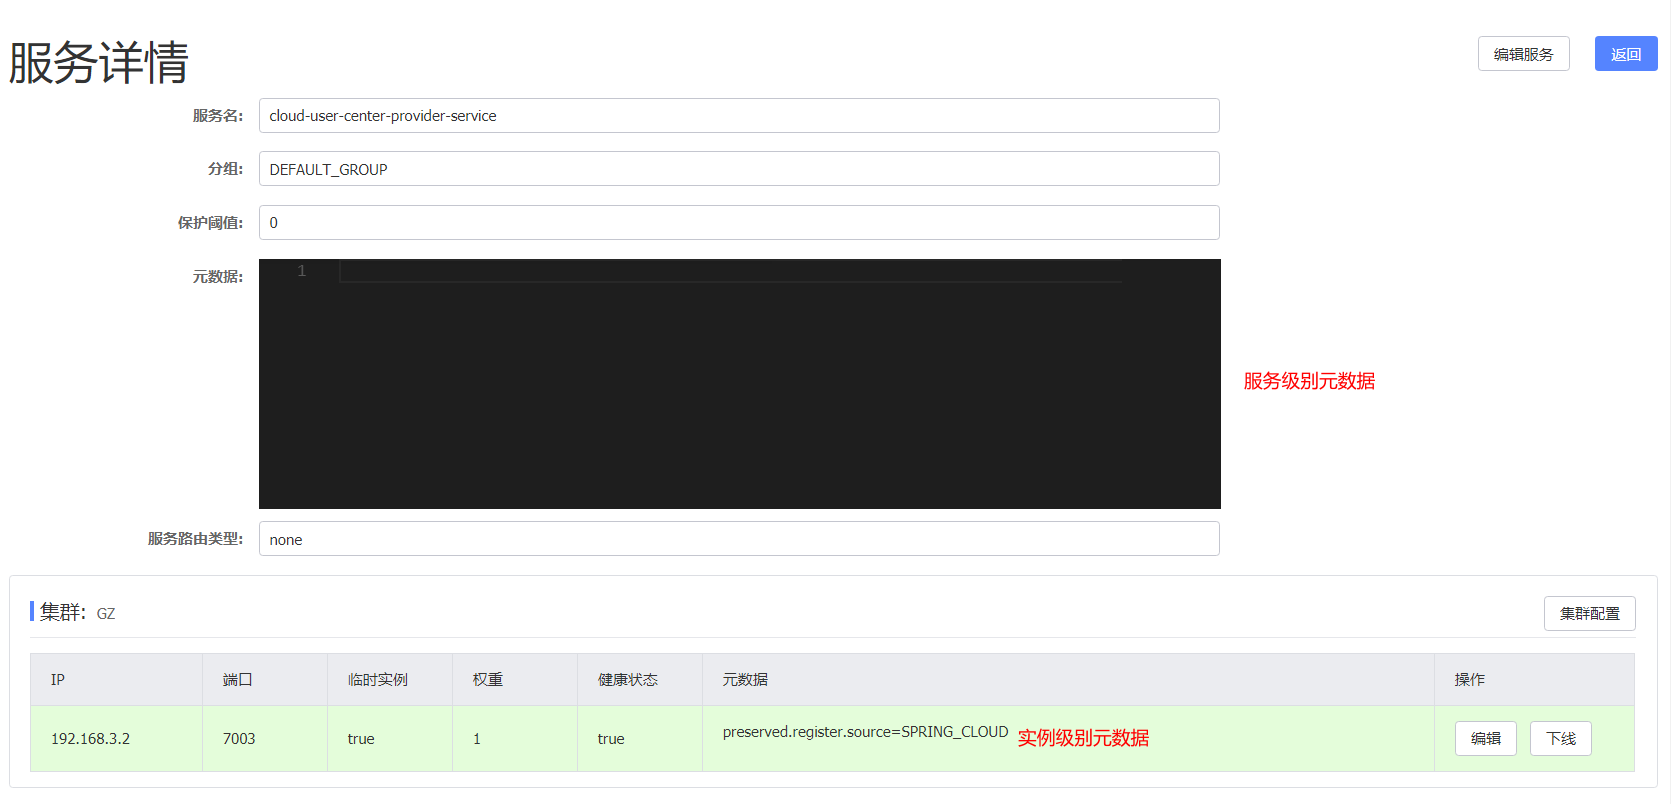 服务详情
编辑服务 返回
服务名: cloud-user-center-provider-service
分组: DEFAULT_GROUP
保护阈值: 0
元数据: 1
服务级别元数据
服务路由类型: none
集群: GZ 集群配置
IP 端口 临时实例 权重 健康状态 元数据 操作
192.168.3.2 7003 true 1 true preserved.register.source=SPRING_CLOUD 实例级别元数据 编辑 下线